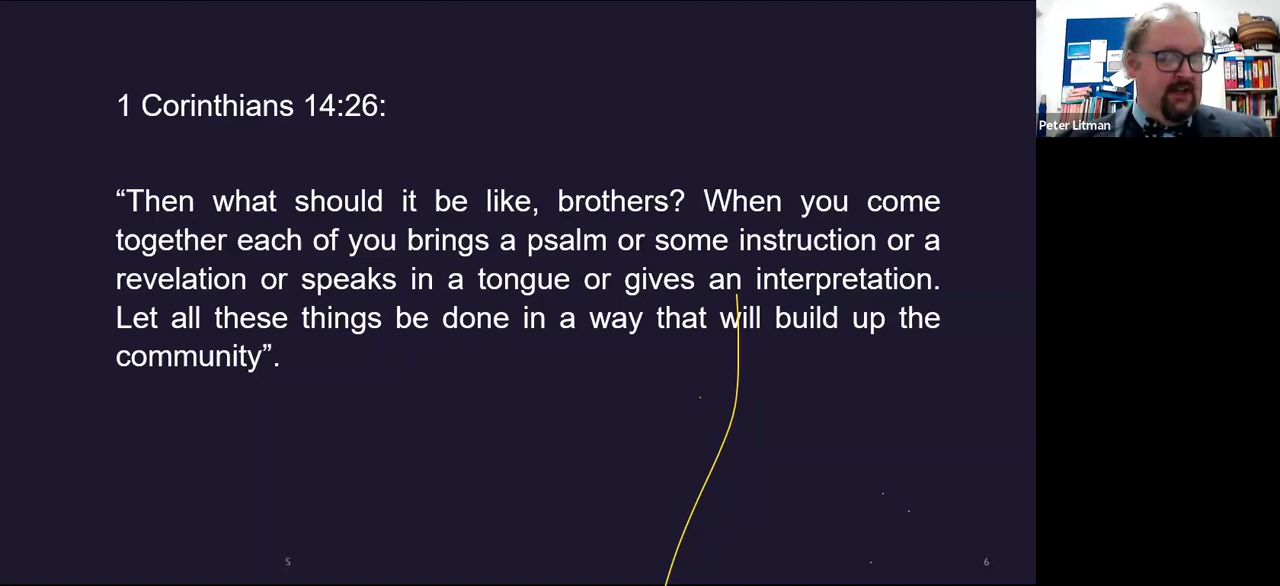 1 Corinthians 14:26:
“Then what should it be like, brothers? When you come
together each of you brings a psalm or some instruction or a
revelation or speaks in a tongue or gives an interpretation.
Let all these things be done in a way that will build up the
community”.
S
6
Peter Litman